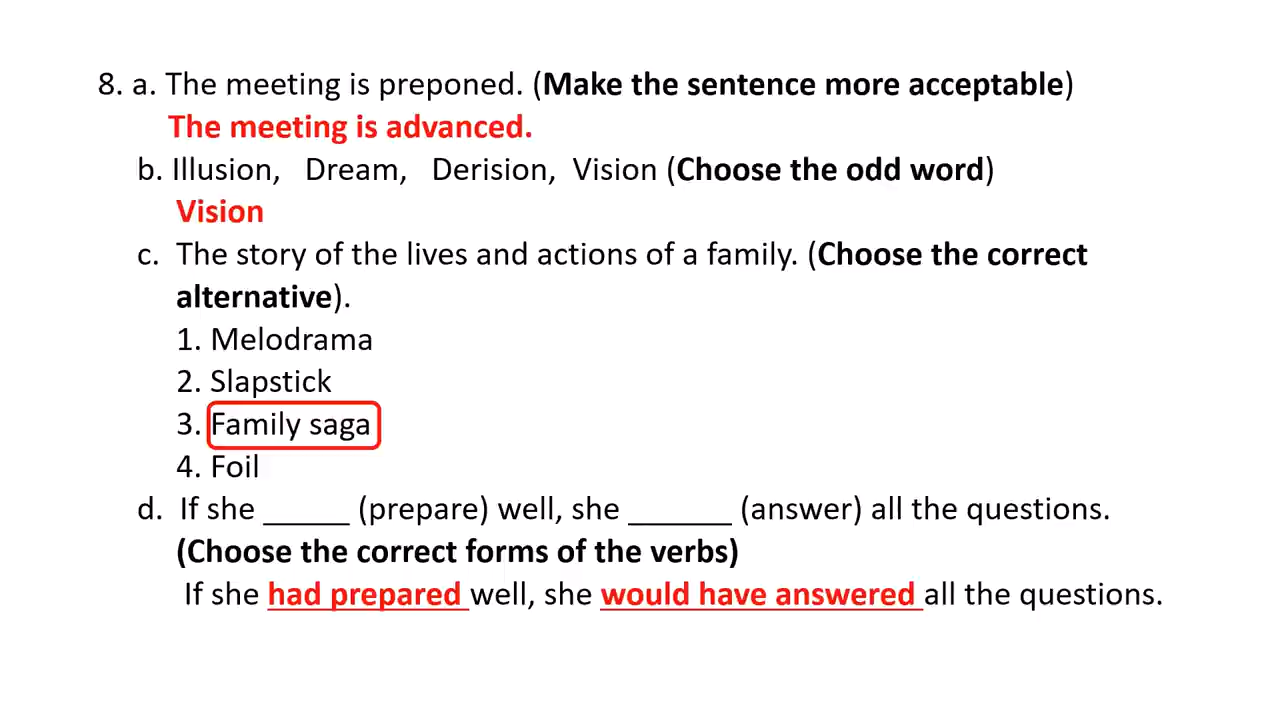 8. a. The meeting is preponed. (Make the sentence more acceptable)
The meeting is advanced.
b. Illusion, Dream, Derision, Vision (Choose the odd word)
Vision
c. The story of the lives and actions of a family. (Choose the correct
alternative).
1. Melodrama
2. Slapstick
3. Family saga
4. Foil
d. If she _____ (prepare) well, she ______ (answer) all the questions.
(Choose the correct forms of the verbs)
If she had prepared well, she would have answered all the questions.